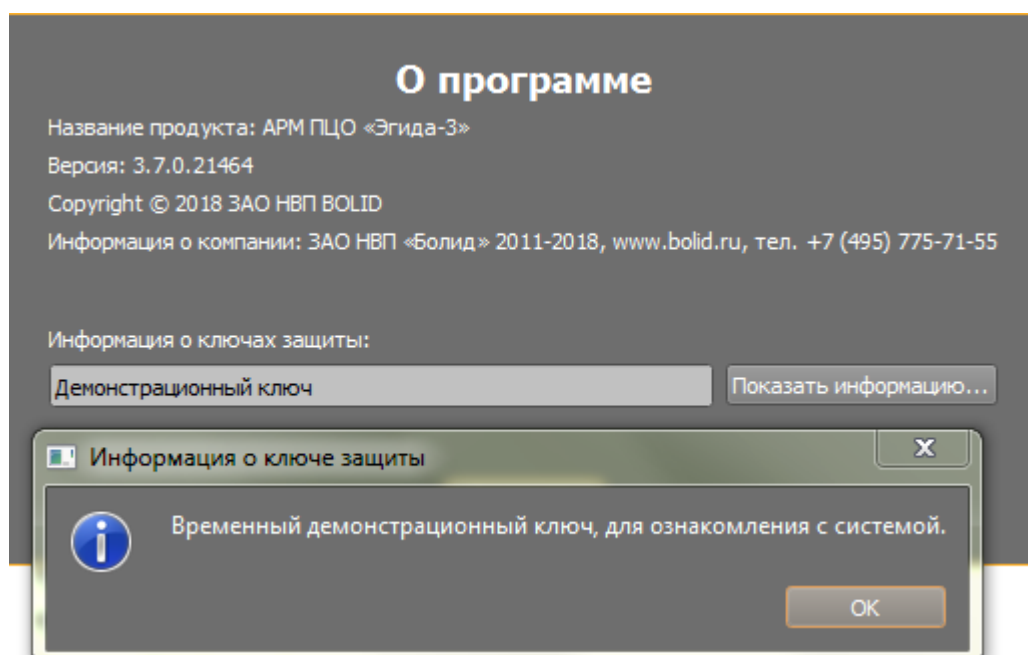 О программе
Название продукта: АРМ ПЦО «Эгида-3»
Версия: 3.7.0.21464
Copyright © 2018 ЗАО НВП BOLID
Информация о компании: ЗАО НВП «Болид» 2011-2018, www.bolid.ru, тел. +7 (495) 775-71-55
Информация о ключах защиты:
Демонстрационный ключ
Показать информацию...
Информация о ключе защиты
Временный демонстрационный ключ, для ознакомления с системой.
OK